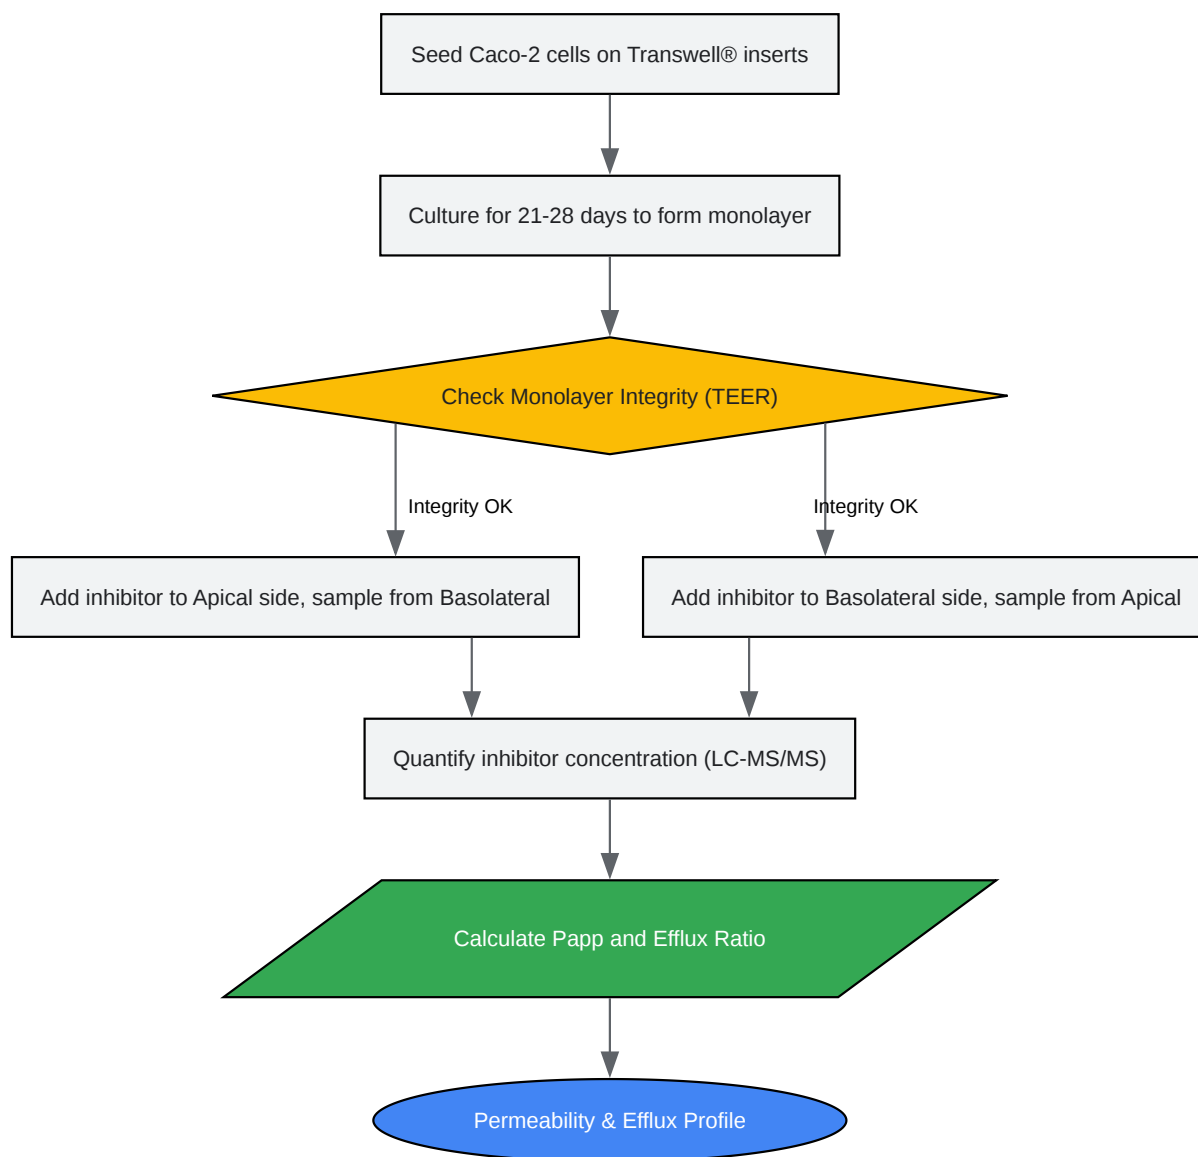 Seed Caco-2 cells on Transwell® inserts
Culture for 21-28 days to form monolayer
Check Monolayer Integrity (TEER)
Integrity OK
Integrity OK
Add inhibitor to Apical side, sample from Basolateral
Add inhibitor to Basolateral side, sample from Apical
Quantify inhibitor concentration (LC-MS/MS)
Calculate Papp and Efflux Ratio
Permeability & Efflux Profile